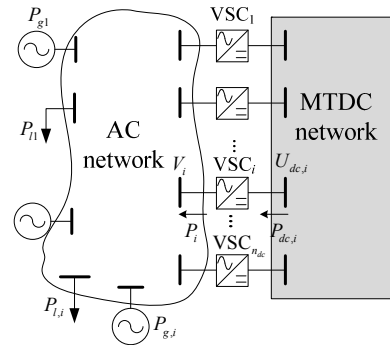 P_{g1}
VSC_1
P_{l1}
AC
network
MTDC
network
V_i
VSC_i
U_{dc,i}
P_i
P_{dc,i}
VSC_{n_{dc}}
P_{l,i}
P_{g,i}